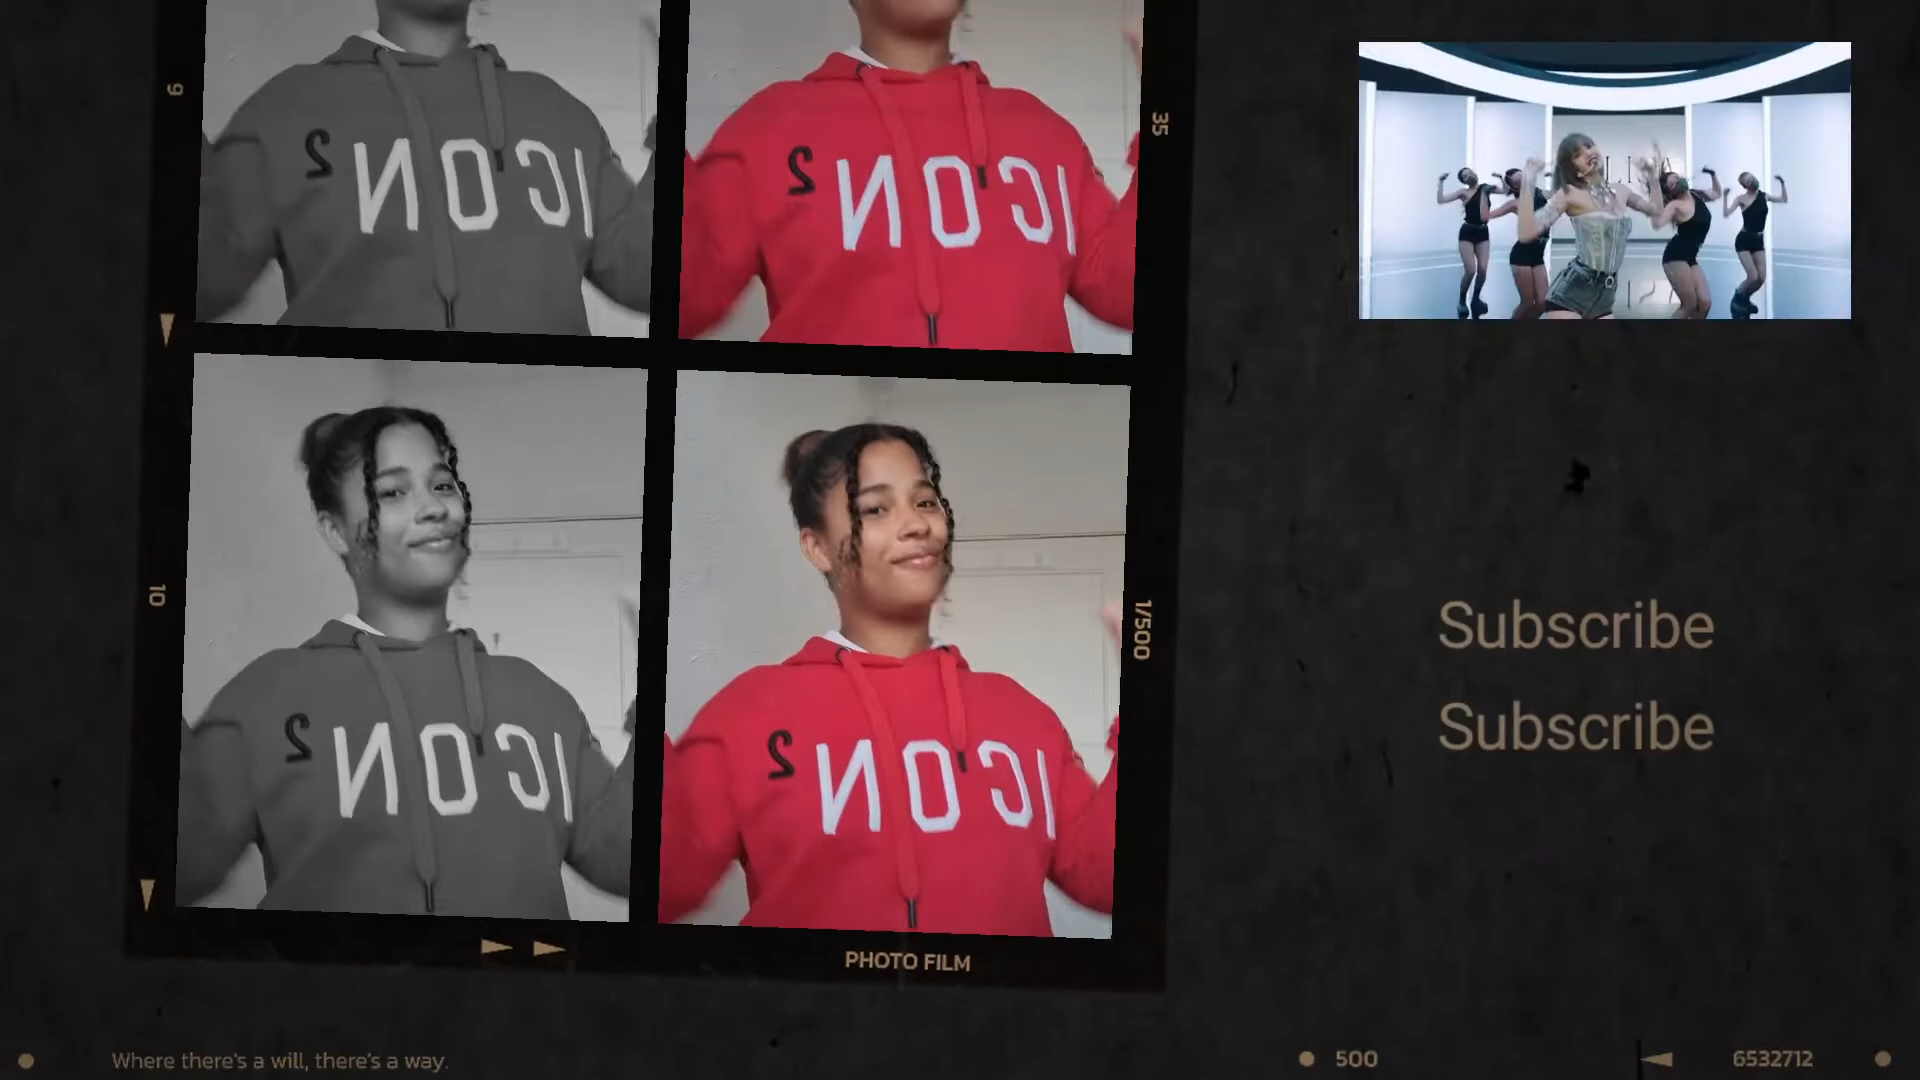 9
2 ICON
2 ICON
35
10
2 ICON
2 ICON
1/500
PHOTO FILM
Subscribe
Subscribe
Where there's a will, there's a way.
500
6532712